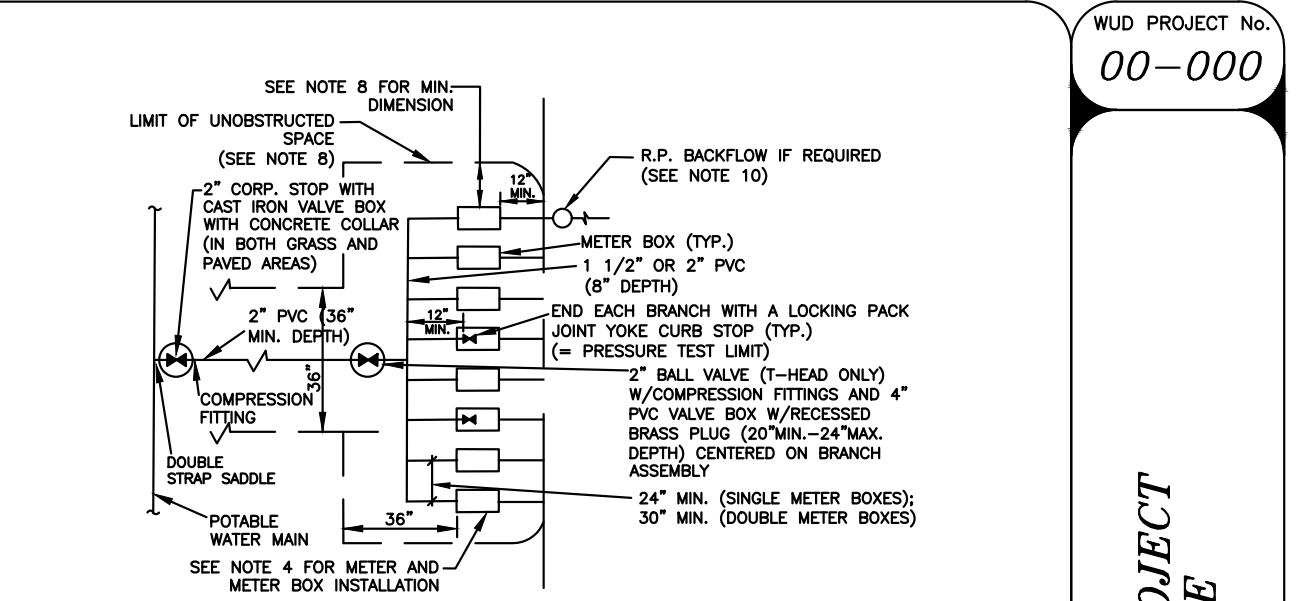 WUD PROJECT No.
00-000
SEE NOTE 8 FOR MIN.
DIMENSION
LIMIT OF UNOBSTRUCTED
SPACE
(SEE NOTE 8)
2" CORP. STOP WITH
CAST IRON VALVE BOX
WITH CONCRETE COLLAR
(IN BOTH GRASS AND
PAVED AREAS)
12"
MIN.
R.P. BACKFLOW IF REQUIRED
(SEE NOTE 10)
METER BOX (TYP.)
1 1/2" OR 2" PVC
(8" DEPTH)
2" PVC (36"
MIN. DEPTH)
12"
MIN.
END EACH BRANCH WITH A LOCKING PACK
JOINT YOKE CURB STOP (TYP.)
(= PRESSURE TEST LIMIT)
36"
COMPRESSION
FITTING
2" BALL VALVE (T-HEAD ONLY)
W/COMPRESSION FITTINGS AND 4"
PVC VALVE BOX W/RECESSED
BRASS PLUG (20"MIN.-24"MAX.
DEPTH) CENTERED ON BRANCH
ASSEMBLY
DOUBLE
STRAP SADDLE
24" MIN. (SINGLE METER BOXES);
30" MIN. (DOUBLE METER BOXES)
36"
POTABLE
WATER MAIN
SEE NOTE 4 FOR METER AND
METER BOX INSTALLATION